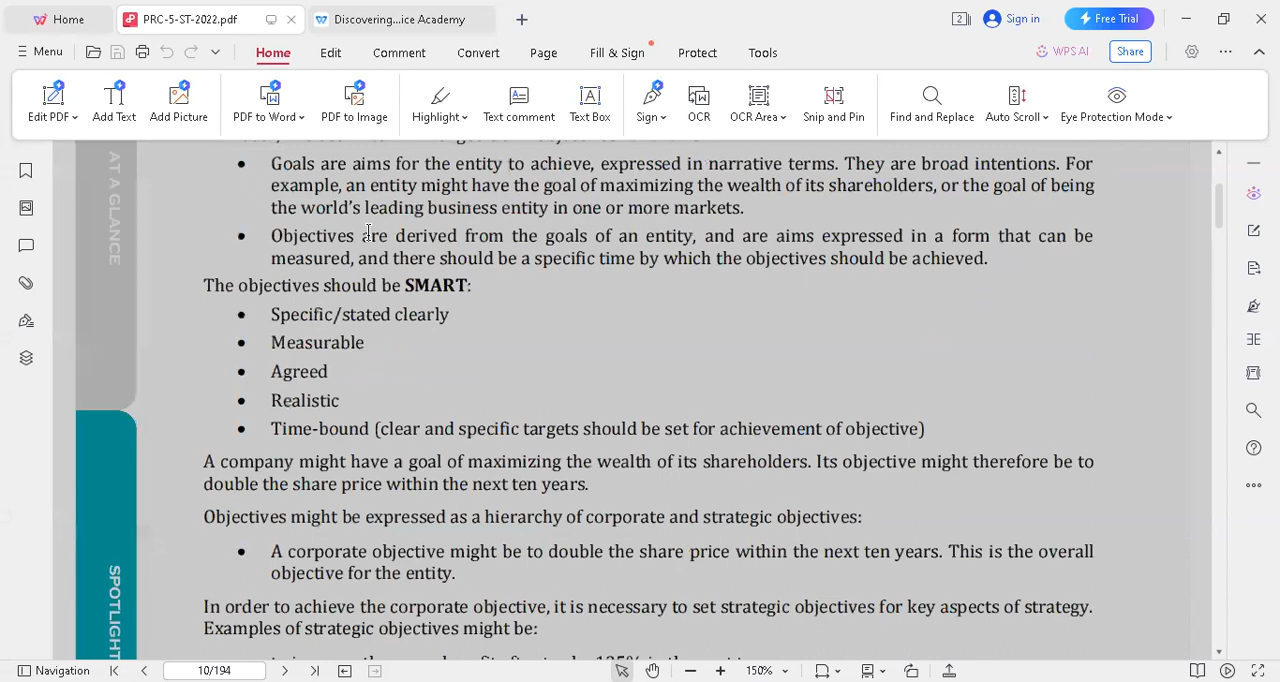 Home
PRC-5-ST-2022.pdf
Discovering...ice Academy
Sign in
Free Trial
Menu
Home
Edit
Comment
Convert
Page
Fill & Sign
Protect
Tools
WPS AI
Share
Edit PDF
Add Text
Add Picture
PDF to Word
PDF to Image
Highlight
Text comment
Text Box
Sign
OCR
OCR Area
Snip and Pin
Find and Replace
Auto Scroll
Eye Protection Mode
AT A GLANCE
• Goals are aims for the entity to achieve, expressed in narrative terms. They are broad intentions. For
example, an entity might have the goal of maximizing the wealth of its shareholders, or the goal of being
the world's leading business entity in one or more markets.
• Objectives are derived from the goals of an entity, and are aims expressed in a form that can be
measured, and there should be a specific time by which the objectives should be achieved.
The objectives should be SMART:
• Specific/stated clearly
• Measurable
• Agreed
• Realistic
• Time-bound (clear and specific targets should be set for achievement of objective)
A company might have a goal of maximizing the wealth of its shareholders. Its objective might therefore be to
double the share price within the next ten years.
Objectives might be expressed as a hierarchy of corporate and strategic objectives:
• A corporate objective might be to double the share price within the next ten years. This is the overall
objective for the entity.
In order to achieve the corporate objective, it is necessary to set strategic objectives for key aspects of strategy.
Examples of strategic objectives might be:
SPOTLIGHT
Navigation
10/194
150%